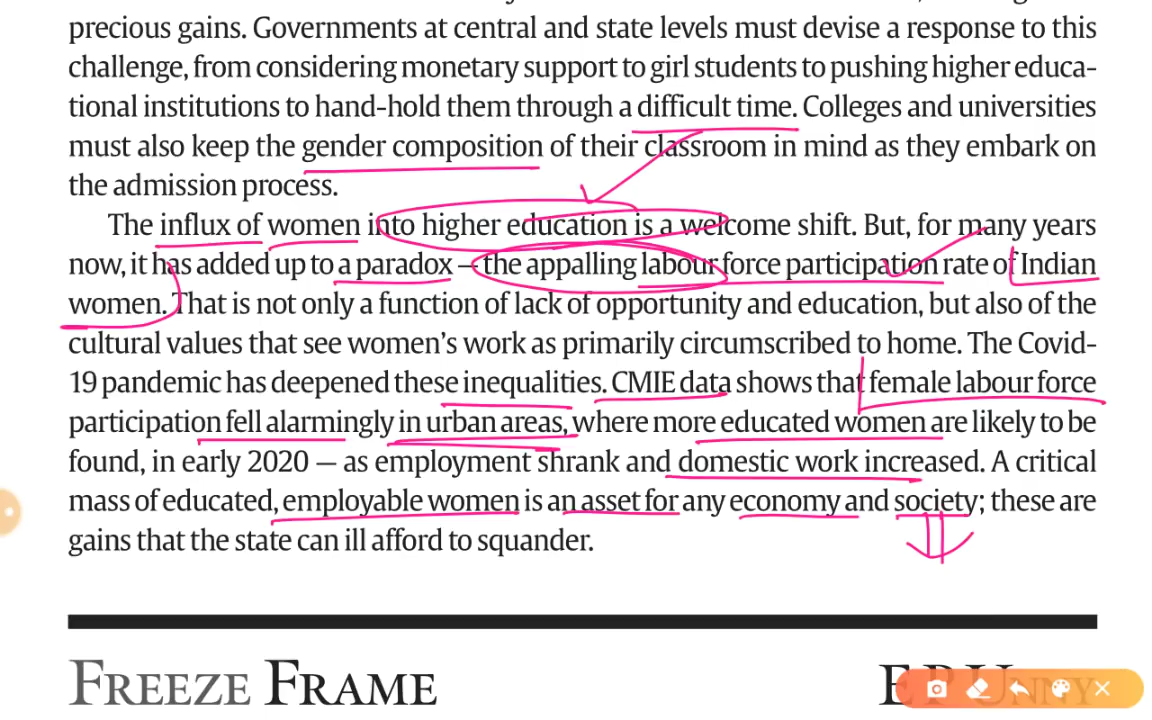 precious gains. Governments at central and state levels must devise a response to this
challenge, from considering monetary support to girl students to pushing higher educa-
tional institutions to hand-hold them through a difficult time. Colleges and universities
must also keep the gender composition of their classroom in mind as they embark on
the admission process.
The influx of women into higher education is a welcome shift. But, for many years
now, it has added up to a paradox — the appalling labour force participation rate of Indian
women. That is not only a function of lack of opportunity and education, but also of the
cultural values that see women's work as primarily circumscribed to home. The Covid-
19 pandemic has deepened these inequalities. CMIE data shows that female labour force
participation fell alarmingly in urban areas, where more educated women are likely to be
found, in early 2020 — as employment shrank and domestic work increased. A critical
mass of educated, employable women is an asset for any economy and society; these are
gains that the state can ill afford to squander.
FREEZE FRAME
E P UNNY